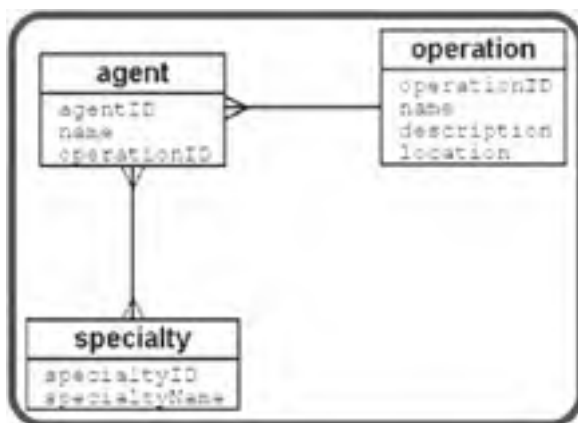 agent
agentID
name
operationID
operation
operationID
name
description
location
specialty
specialtyID
specialtyName